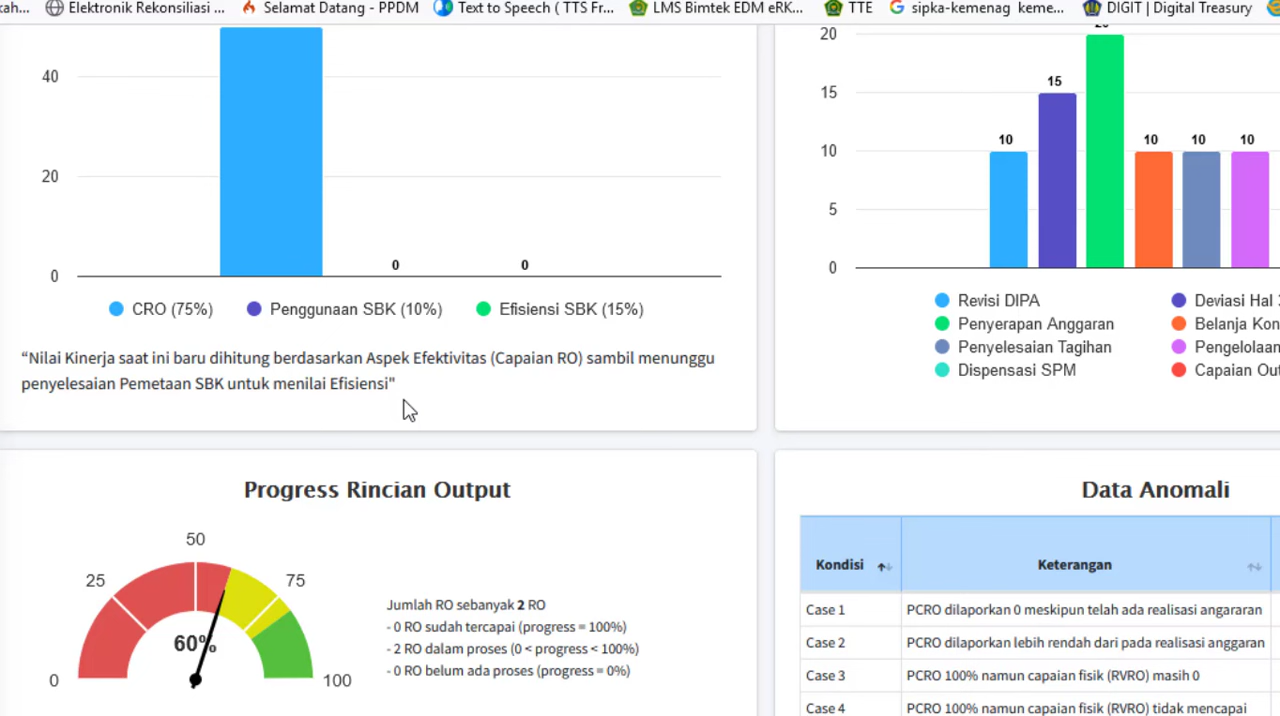 Elektronik Rekonsiliasi ...
Selamat Datang - PPDM
Text to Speech ( TTS Fr...
LMS Bimtek EDM eRK...
TTE
sipka-kemenag keme...
DIGIT | Digital Treasury
40
20
0
0
0
CRO (75%)
Penggunaan SBK (10%)
Efisiensi SBK (15%)
“Nilai Kinerja saat ini baru dihitung berdasarkan Aspek Efektivitas (Capaian RO) sambil menunggu
penyelesaian Pemetaan SBK untuk menilai Efisiensi"
20
15
10
5
0
10
15
20
10
10
10
Revisi DIPA
Deviasi Hal
Penyerapan Anggaran
Belanja Kon
Penyelesaian Tagihan
Pengelolaan
Dispensasi SPM
Capaian Out
Progress Rincian Output
0
25
50
75
100
60%
Jumlah RO sebanyak 2 RO
- 0 RO sudah tercapai (progress = 100%)
- 2 RO dalam proses (0 < progress < 100%)
- 0 RO belum ada proses (progress = 0%)
Data Anomali
Kondisi
Keterangan
Case 1
PCRO dilaporkan 0 meskipun telah ada realisasi angararan
Case 2
PCRO dilaporkan lebih rendah dari pada realisasi anggaran
Case 3
PCRO 100% namun capaian fisik (RVRO) masih 0
Case 4
PCRO 100% namun capaian fisik (RVRO) tidak mencapai